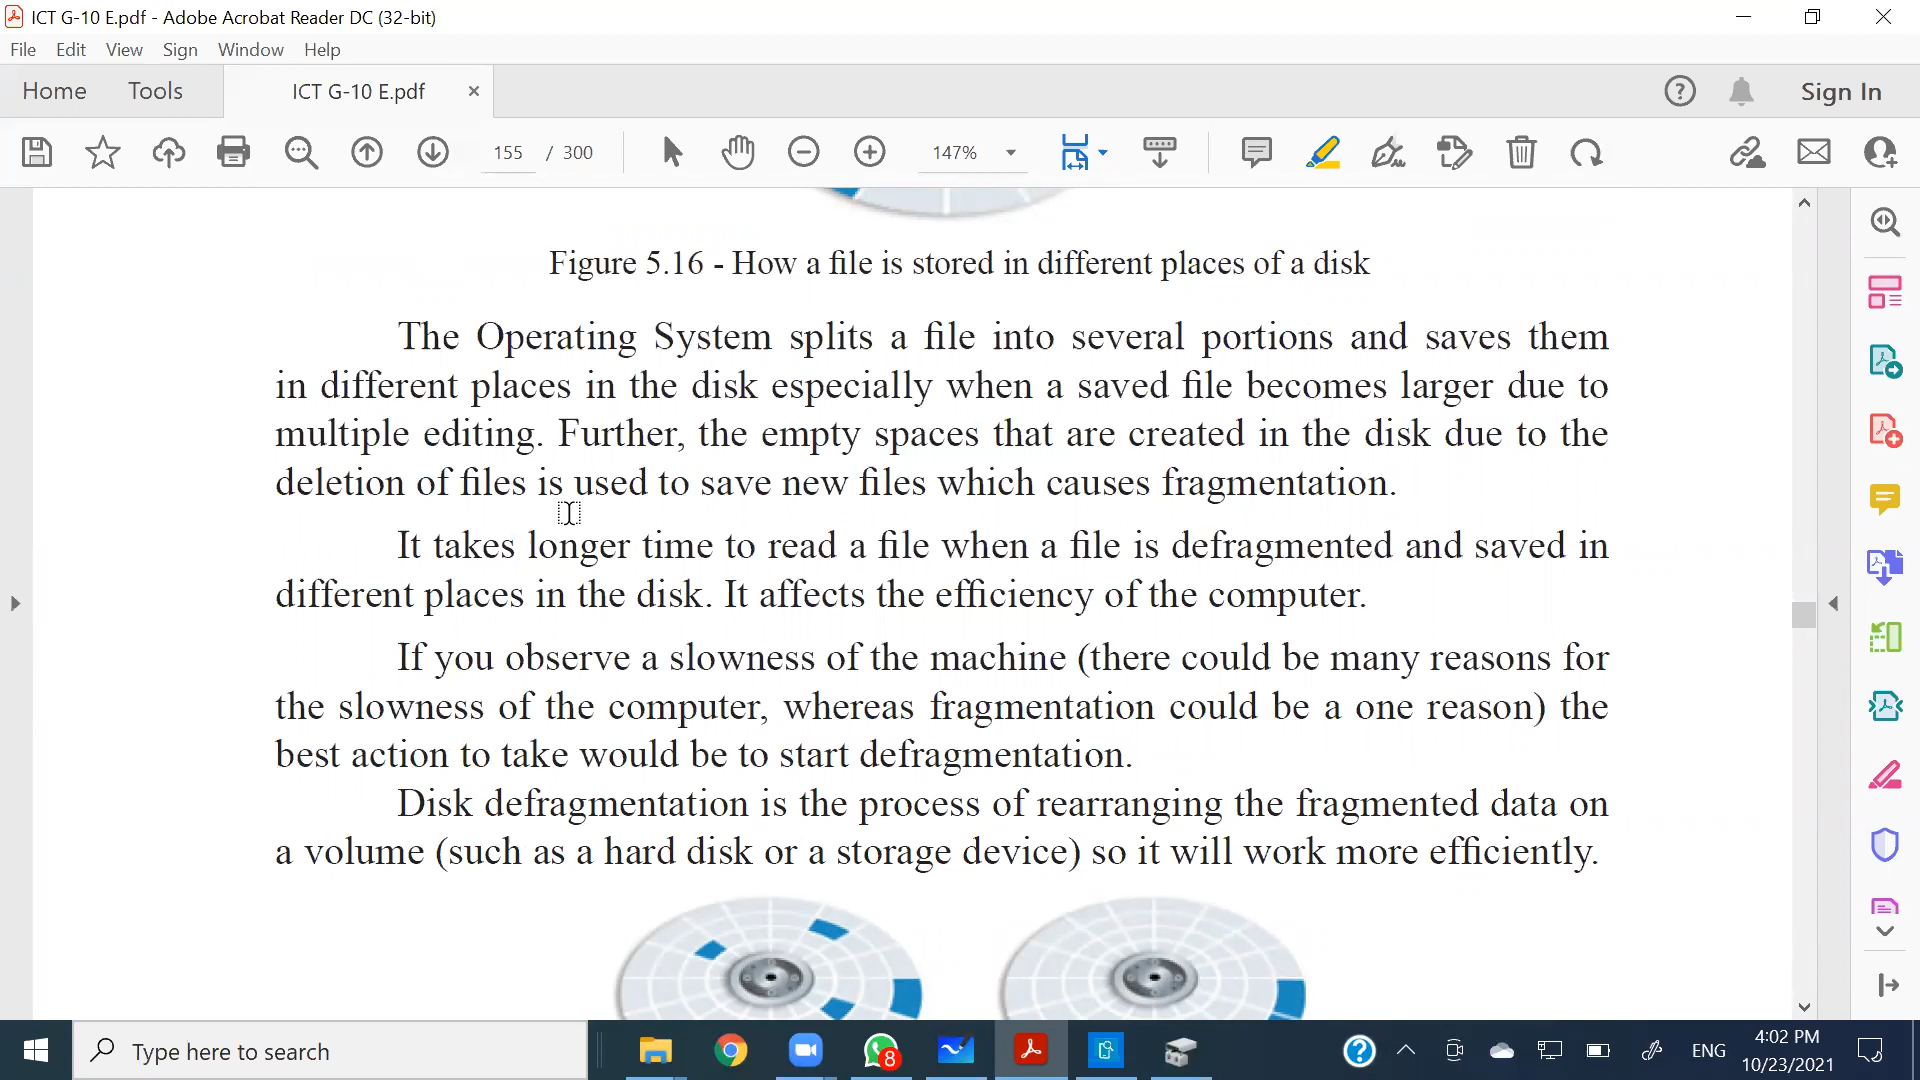 ICT G-10 E.pdf - Adobe Acrobat Reader DC (32-bit)
File Edit View Sign Window Help
Home Tools ICT G-10 E.pdf × Sign In
155 / 300 147%
Figure 5.16 - How a file is stored in different places of a disk
The Operating System splits a file into several portions and saves them
in different places in the disk especially when a saved file becomes larger due to
multiple editing. Further, the empty spaces that are created in the disk due to the
deletion of files is used to save new files which causes fragmentation.
It takes longer time to read a file when a file is defragmented and saved in
different places in the disk. It affects the efficiency of the computer.
If you observe a slowness of the machine (there could be many reasons for
the slowness of the computer, whereas fragmentation could be a one reason) the
best action to take would be to start defragmentation.
Disk defragmentation is the process of rearranging the fragmented data on
a volume (such as a hard disk or a storage device) so it will work more efficiently.
Type here to search 8 ENG 4:02 PM
10/23/2021